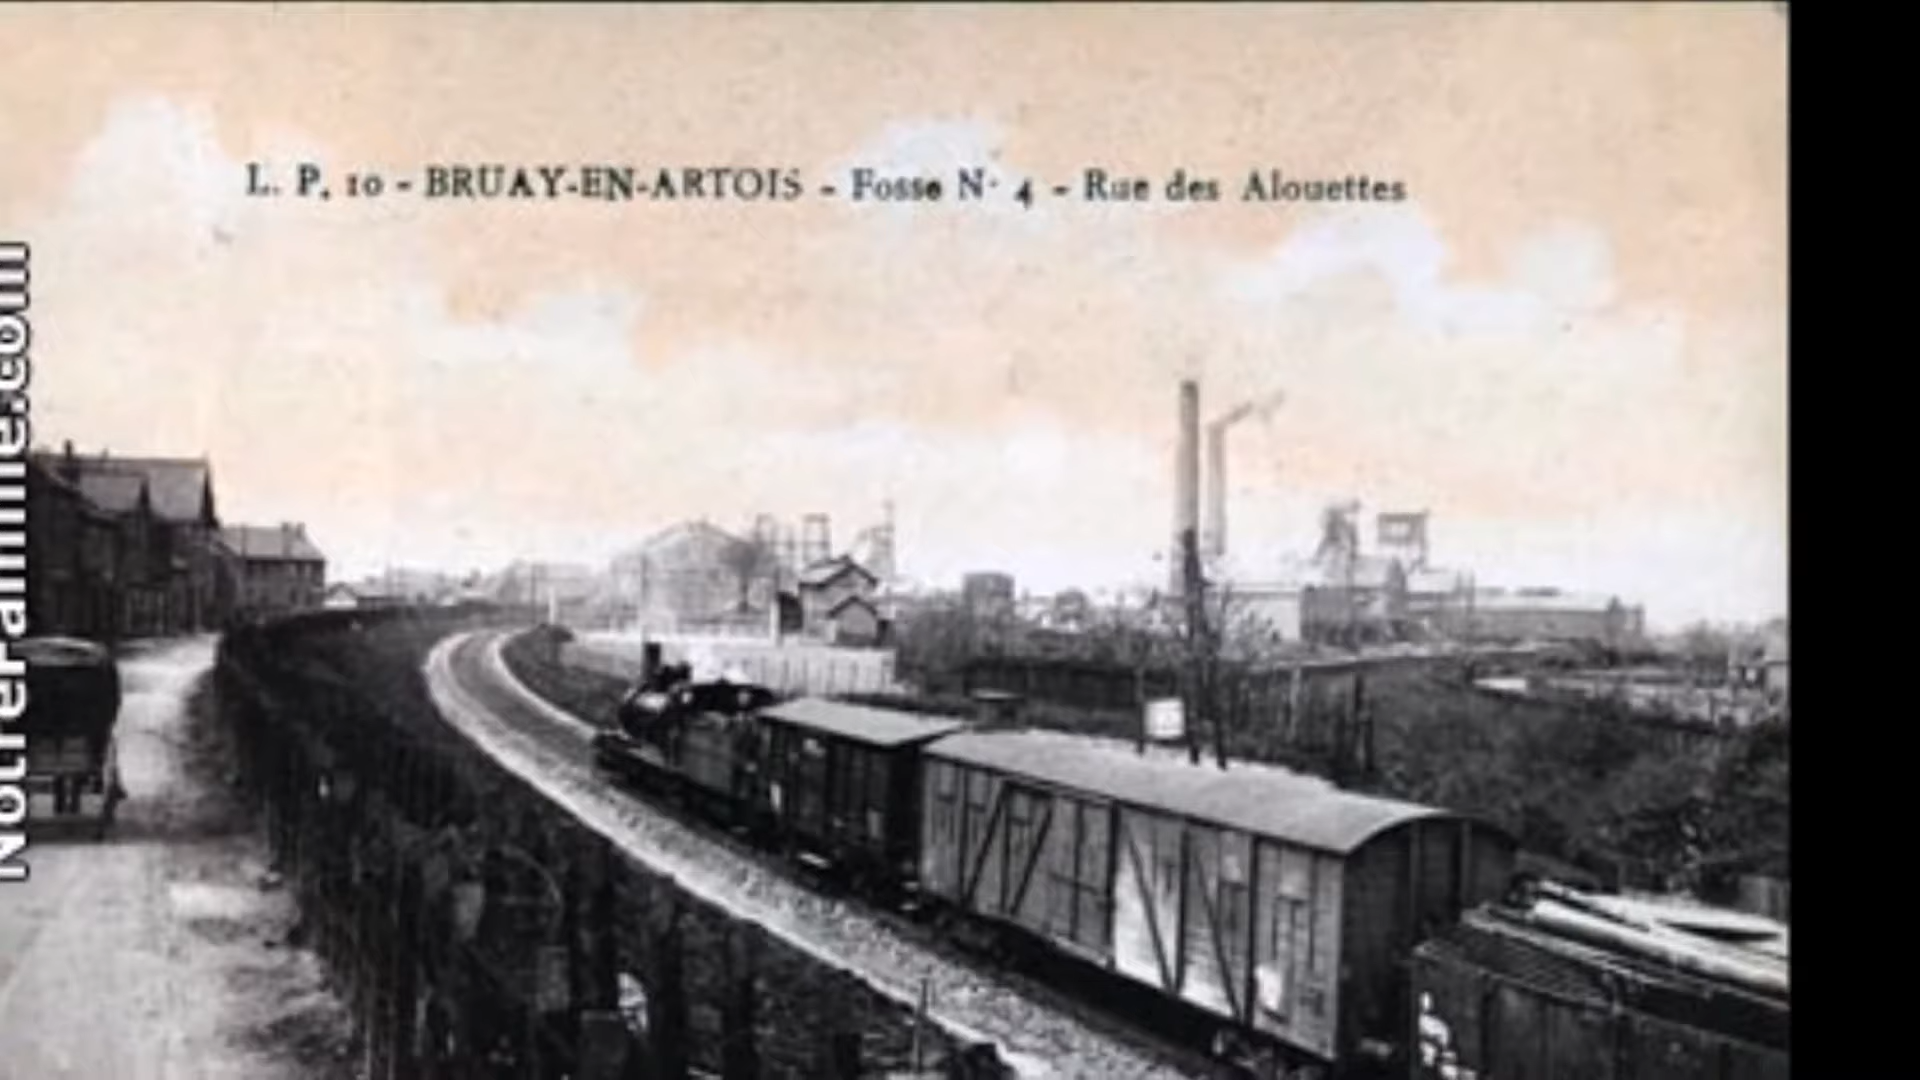 L. P. 10 - BRUAY-EN-ARTOIS - Fosse N· 4 - Rue des Alouettes
NotreFamille.com